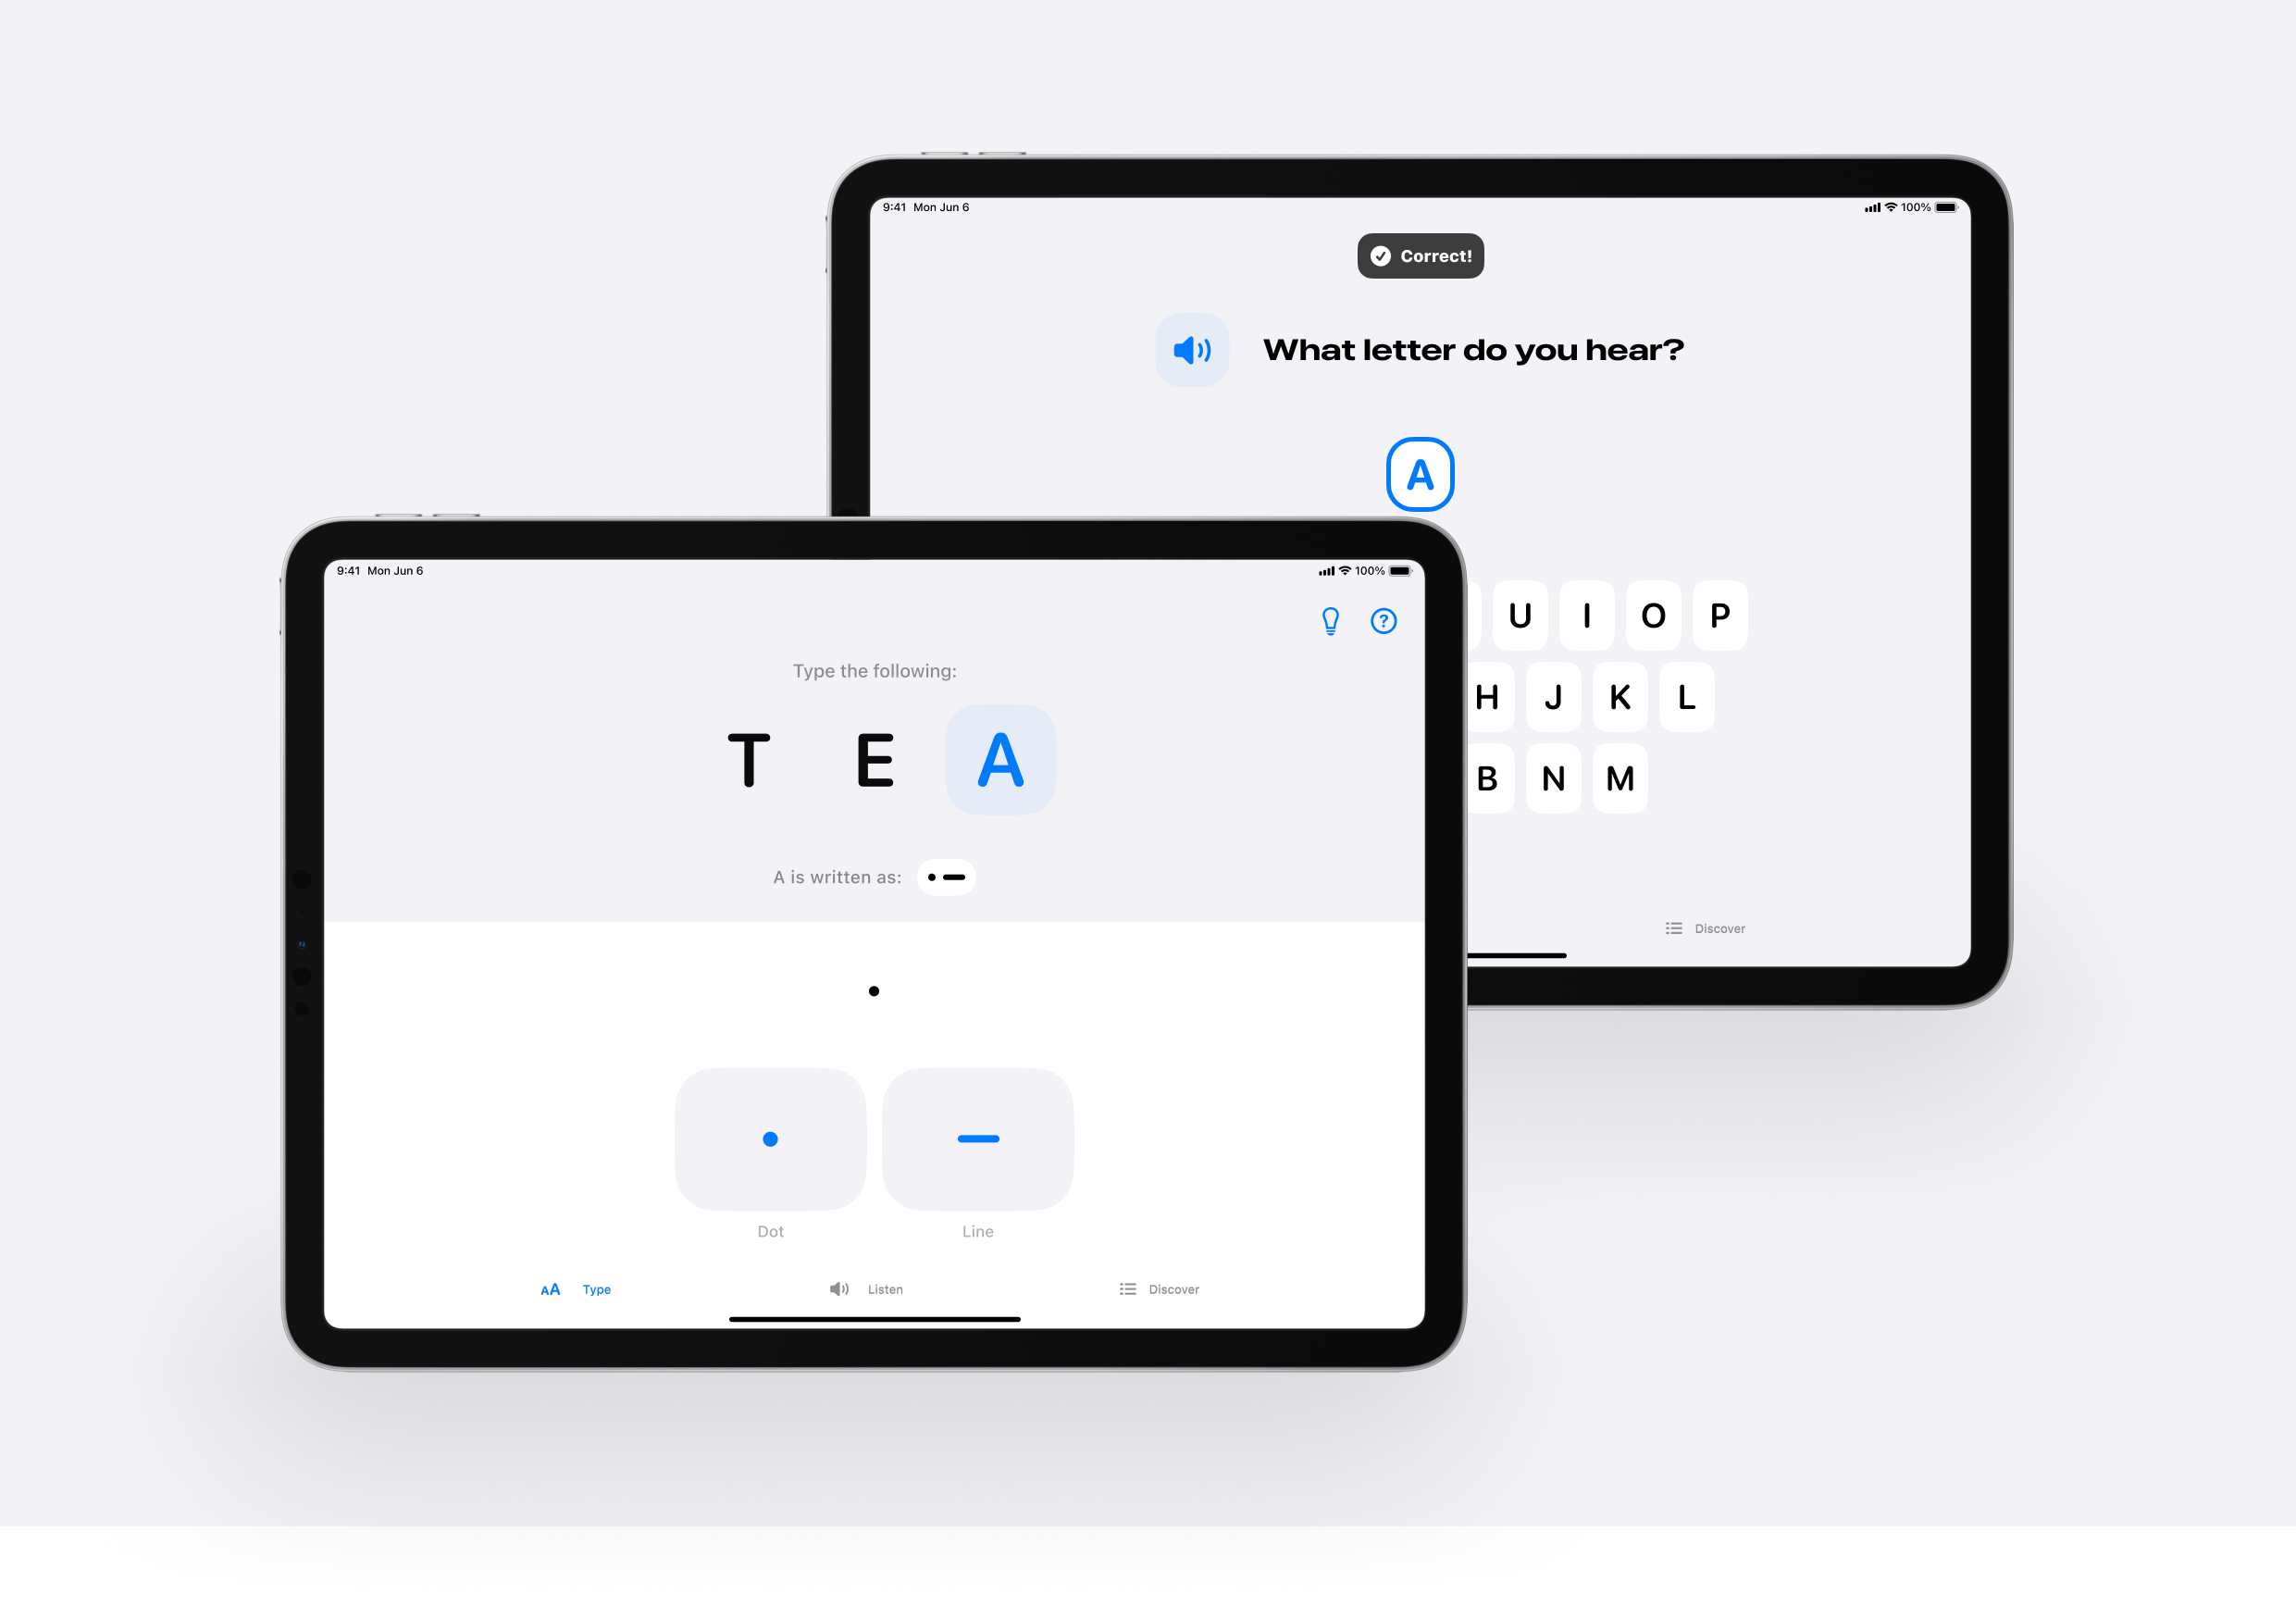 9:41 Mon Jun 6
100%
Correct!
What letter do you hear?
A
U I O P
H J K L
B N M
Discover
9:41 Mon Jun 6
100%
?
Type the following:
T E A
A is written as:
Dot
Line
AA Type
Listen
Discover